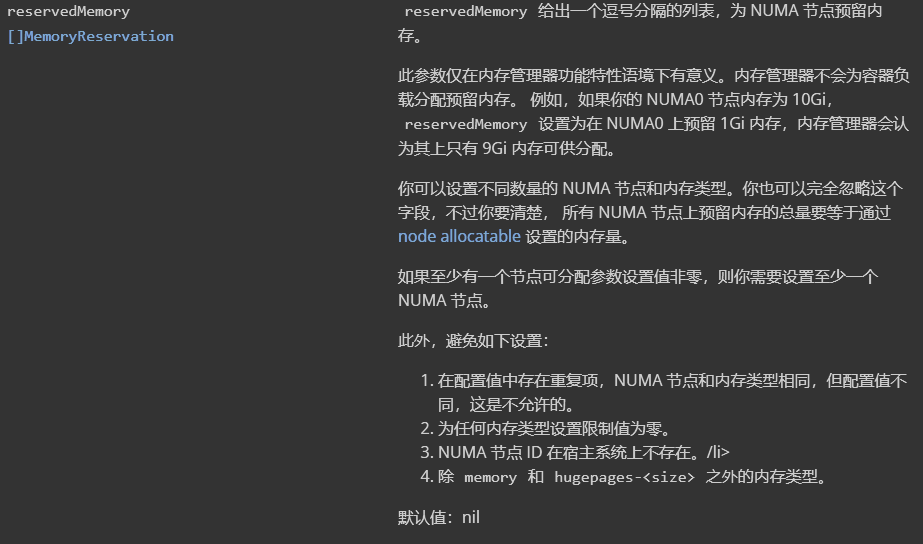 reservedMemory
[]MemoryReservation
reservedMemory 给出一个逗号分隔的列表，为 NUMA 节点预留内
存。
此参数仅在内存管理器功能特性语境下有意义。内存管理器不会为容器负
载分配预留内存。 例如，如果你的 NUMA0 节点内存为 10Gi，
reservedMemory 设置为在 NUMA0 上预留 1Gi 内存，内存管理器会认
为其上只有 9Gi 内存可供分配。
你可以设置不同数量的 NUMA 节点和内存类型。你也可以完全忽略这个
字段，不过你要清楚， 所有 NUMA 节点上预留内存的总量要等于通过
node allocatable 设置的内存量。
如果至少有一个节点可分配参数设置值非零，则你需要设置至少一个
NUMA 节点。
此外，避免如下设置：
1. 在配置值中存在重复项，NUMA 节点和内存类型相同，但配置值不
同，这是不允许的。
2. 为任何内存类型设置限制值为零。
3. NUMA 节点 ID 在宿主系统上不存在。/li>
4. 除 memory 和 hugepages-<size> 之外的内存类型。
默认值：nil